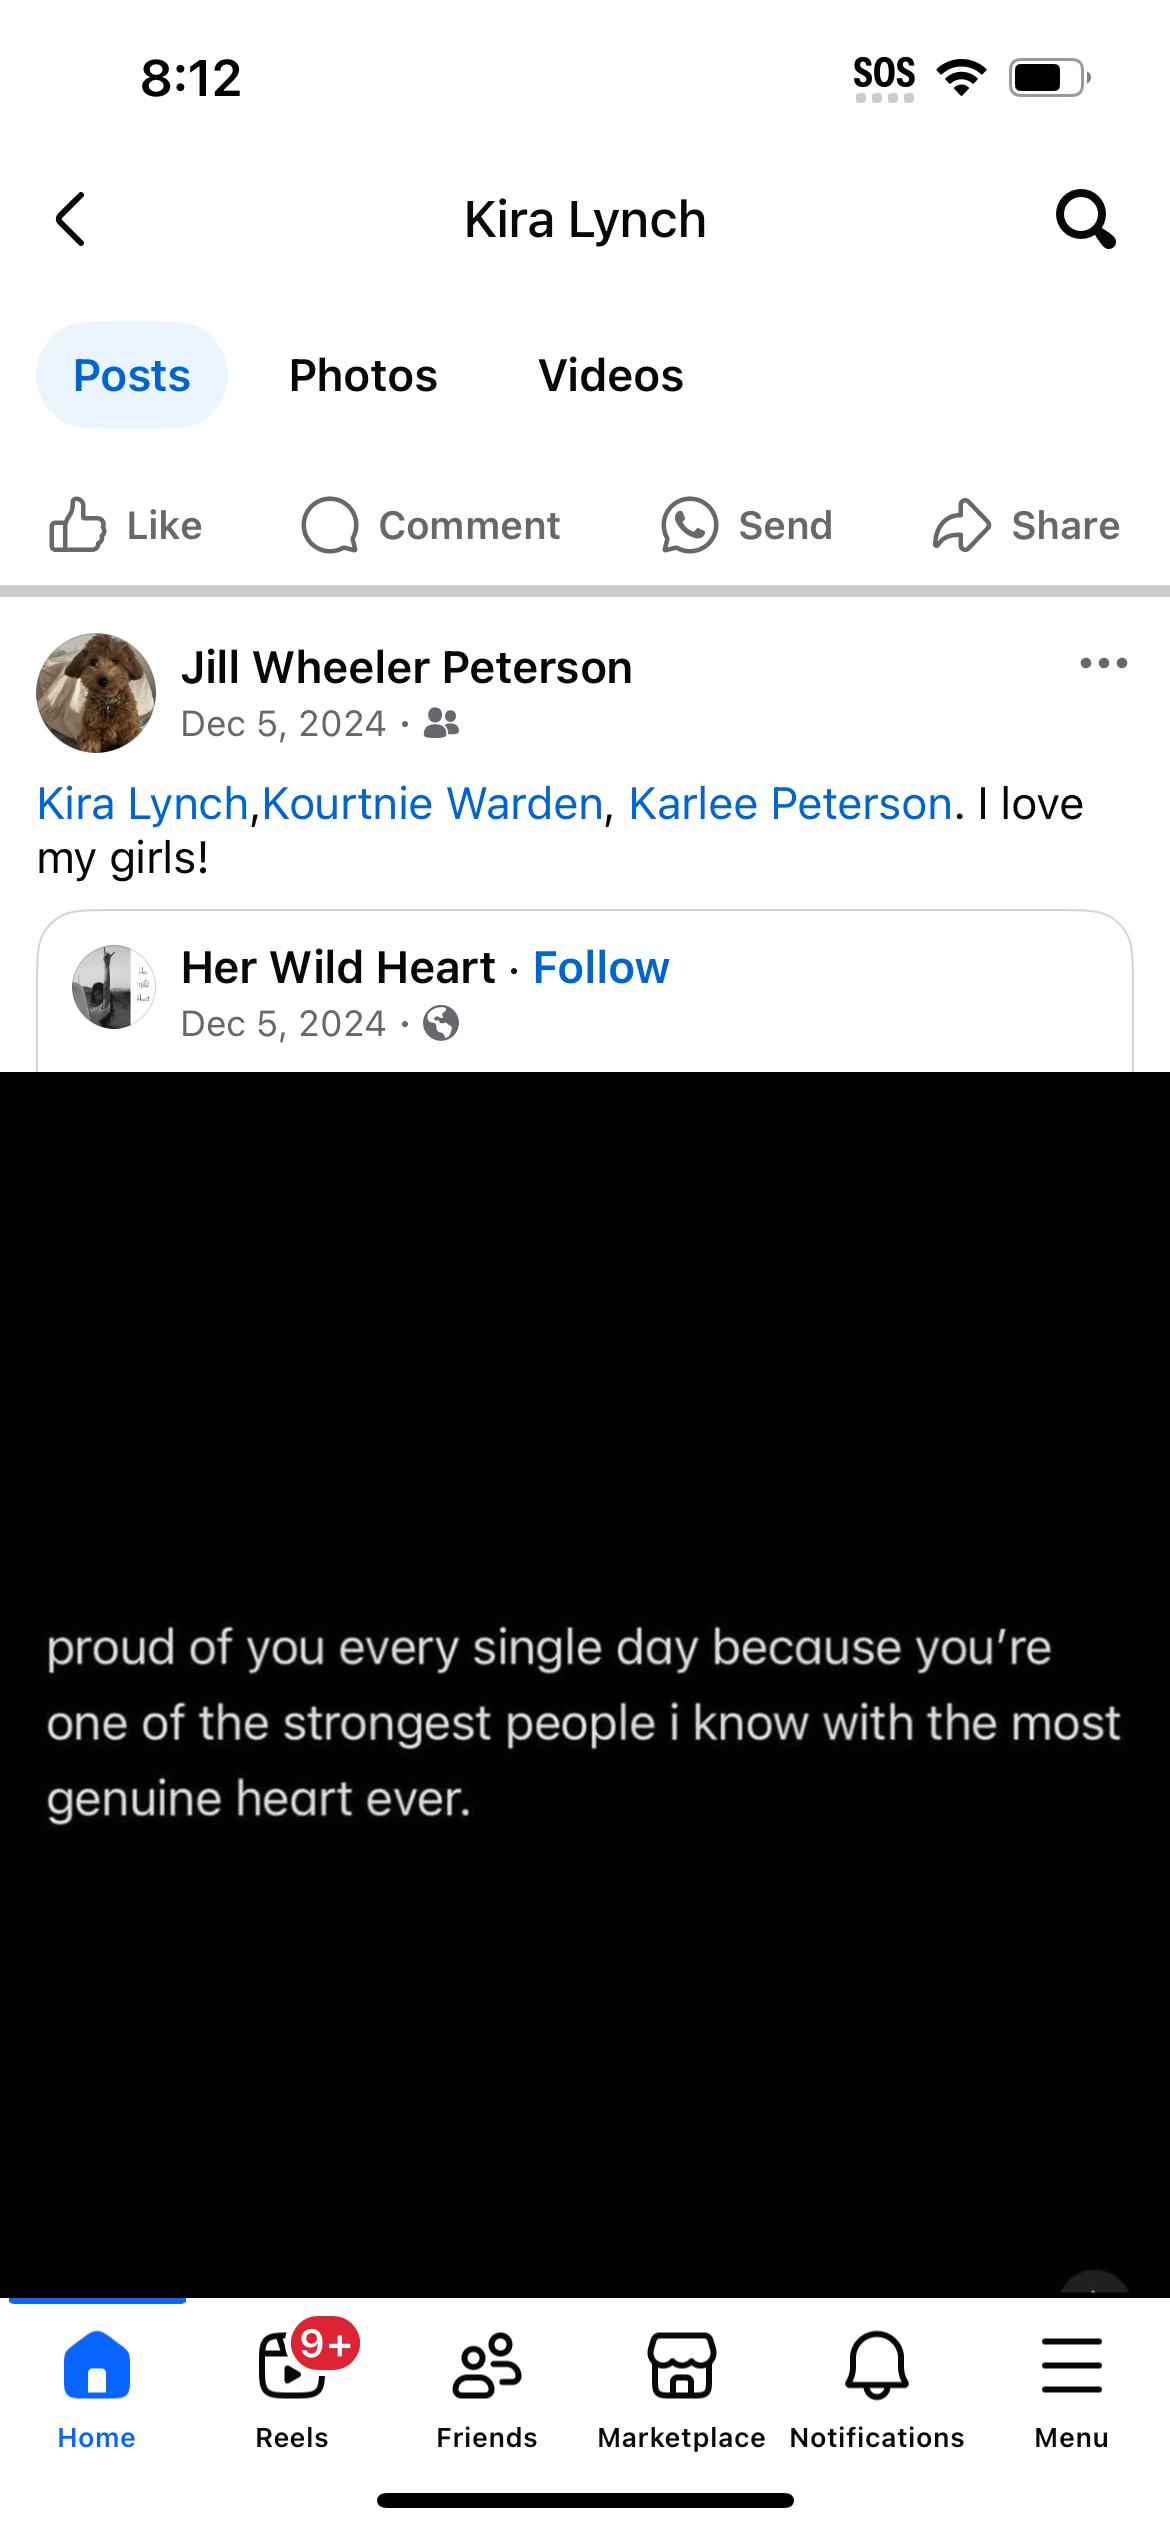 8:12
SOS
Kira Lynch
Posts Photos Videos
Like Comment Send Share
Jill Wheeler Peterson
Dec 5, 2024 ·
Kira Lynch,Kourtnie Warden, Karlee Peterson. I love
my girls!
Her Wild Heart · Follow
Her
Wild
Heart
Dec 5, 2024 ·
proud of you every single day because you’re
one of the strongest people i know with the most
genuine heart ever.
9+
Home Reels Friends Marketplace Notifications Menu